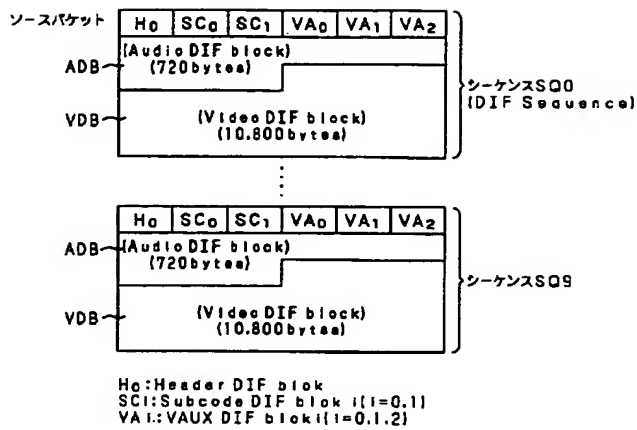 ソースパケット H0 SC0 SC1 VA0 VA1 VA2
(Audio DIF block)
ADB (720bytes)
シーケンスSQ0
(DIF Sequence)
VDB (Video DIF block)
(10.800bytes)
H0 SC0 SC1 VA0 VA1 VA2
ADB (Audio DIF block)
(720bytes)
シーケンスSQ9
VDB (Video DIF block)
(10.800bytes)
H0:Header DIF blok
SCi:Subcode DIF blok i(i=0.1)
VAi.:VAUX DIF bloki(i=0.1.2)